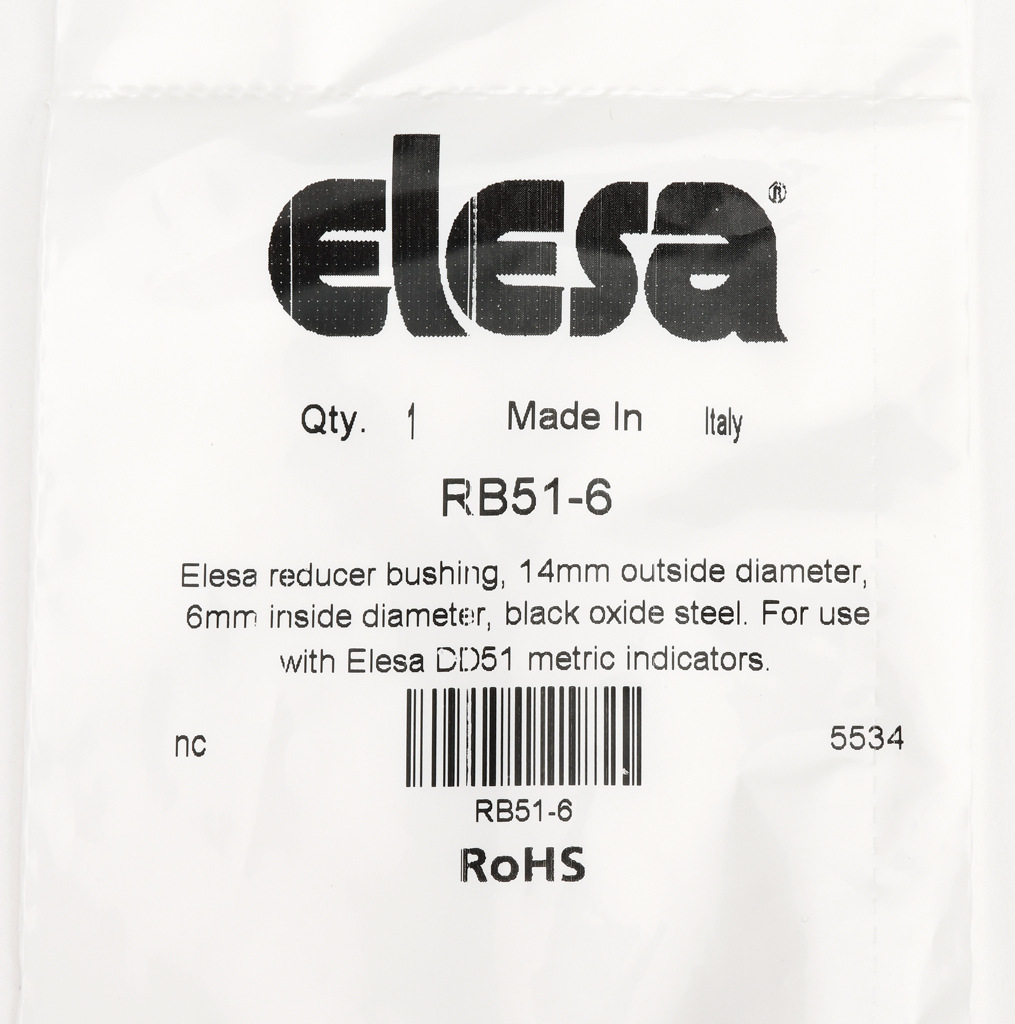 elesa®
Qty. 1 Made In Italy
RB51-6
Elesa reducer bushing, 14mm outside diameter,
6mm inside diameter, black oxide steel. For use
with Elesa DD51 metric indicators.
nc 5534
RB51-6
RoHS